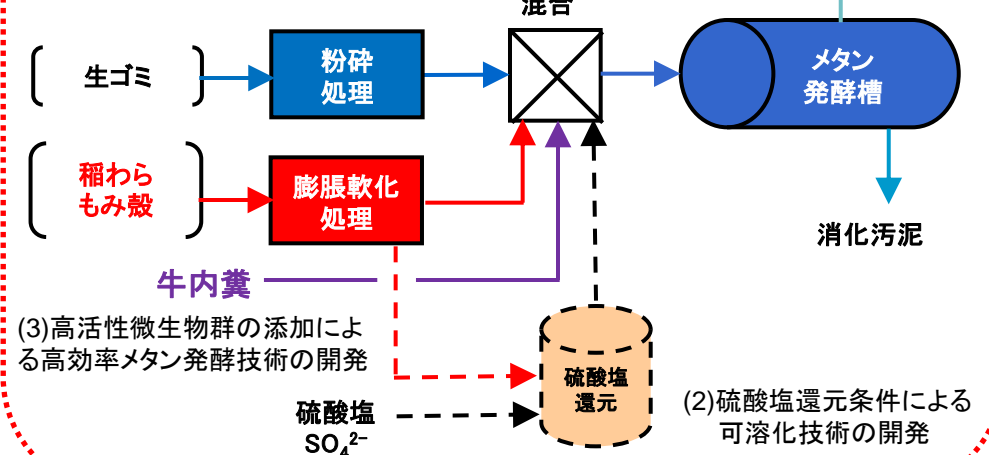 混合
生ゴミ
粉砕
処理
メタン
発酵槽
稲わら
もみ殻
膨脹軟化
処理
消化汚泥
牛内糞
(3)高活性微生物群の添加によ
る高効率メタン発酵技術の開発
硫酸塩
還元
硫酸塩
SO₄²⁻
(2)硫酸塩還元条件による
可溶化技術の開発